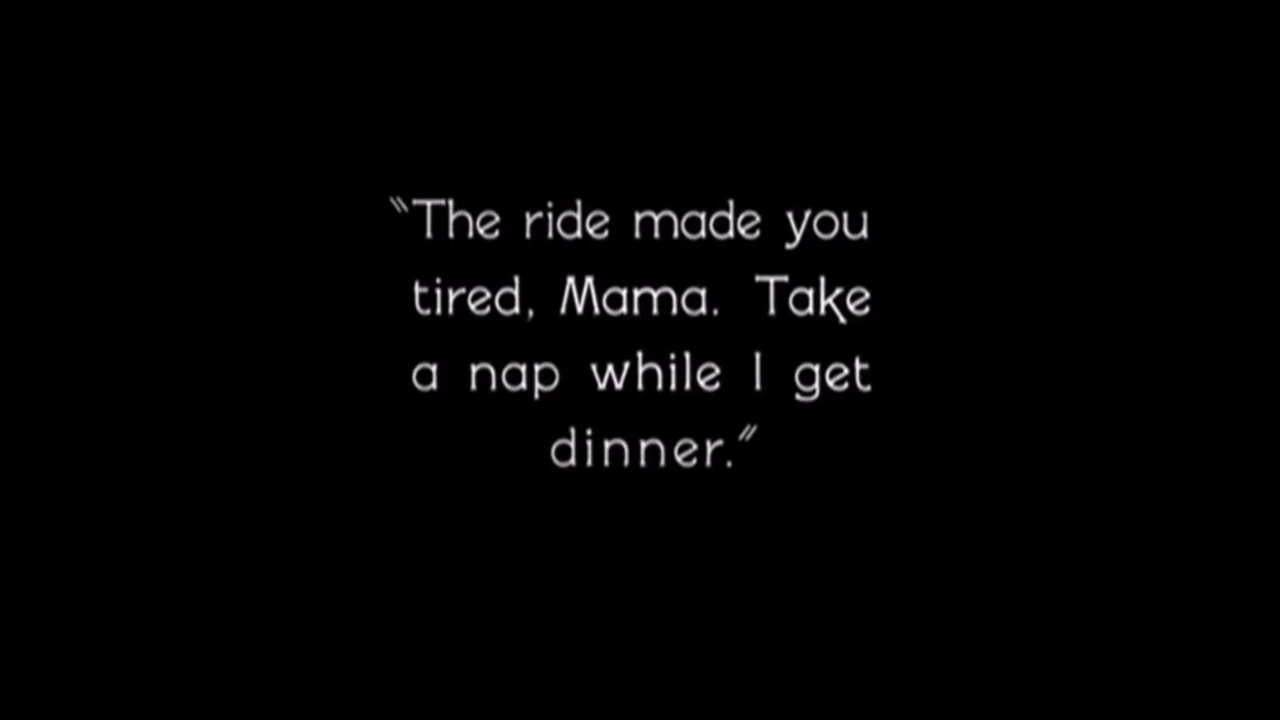 "The ride made you
tired, Mama. Take
a nap while I get
dinner."